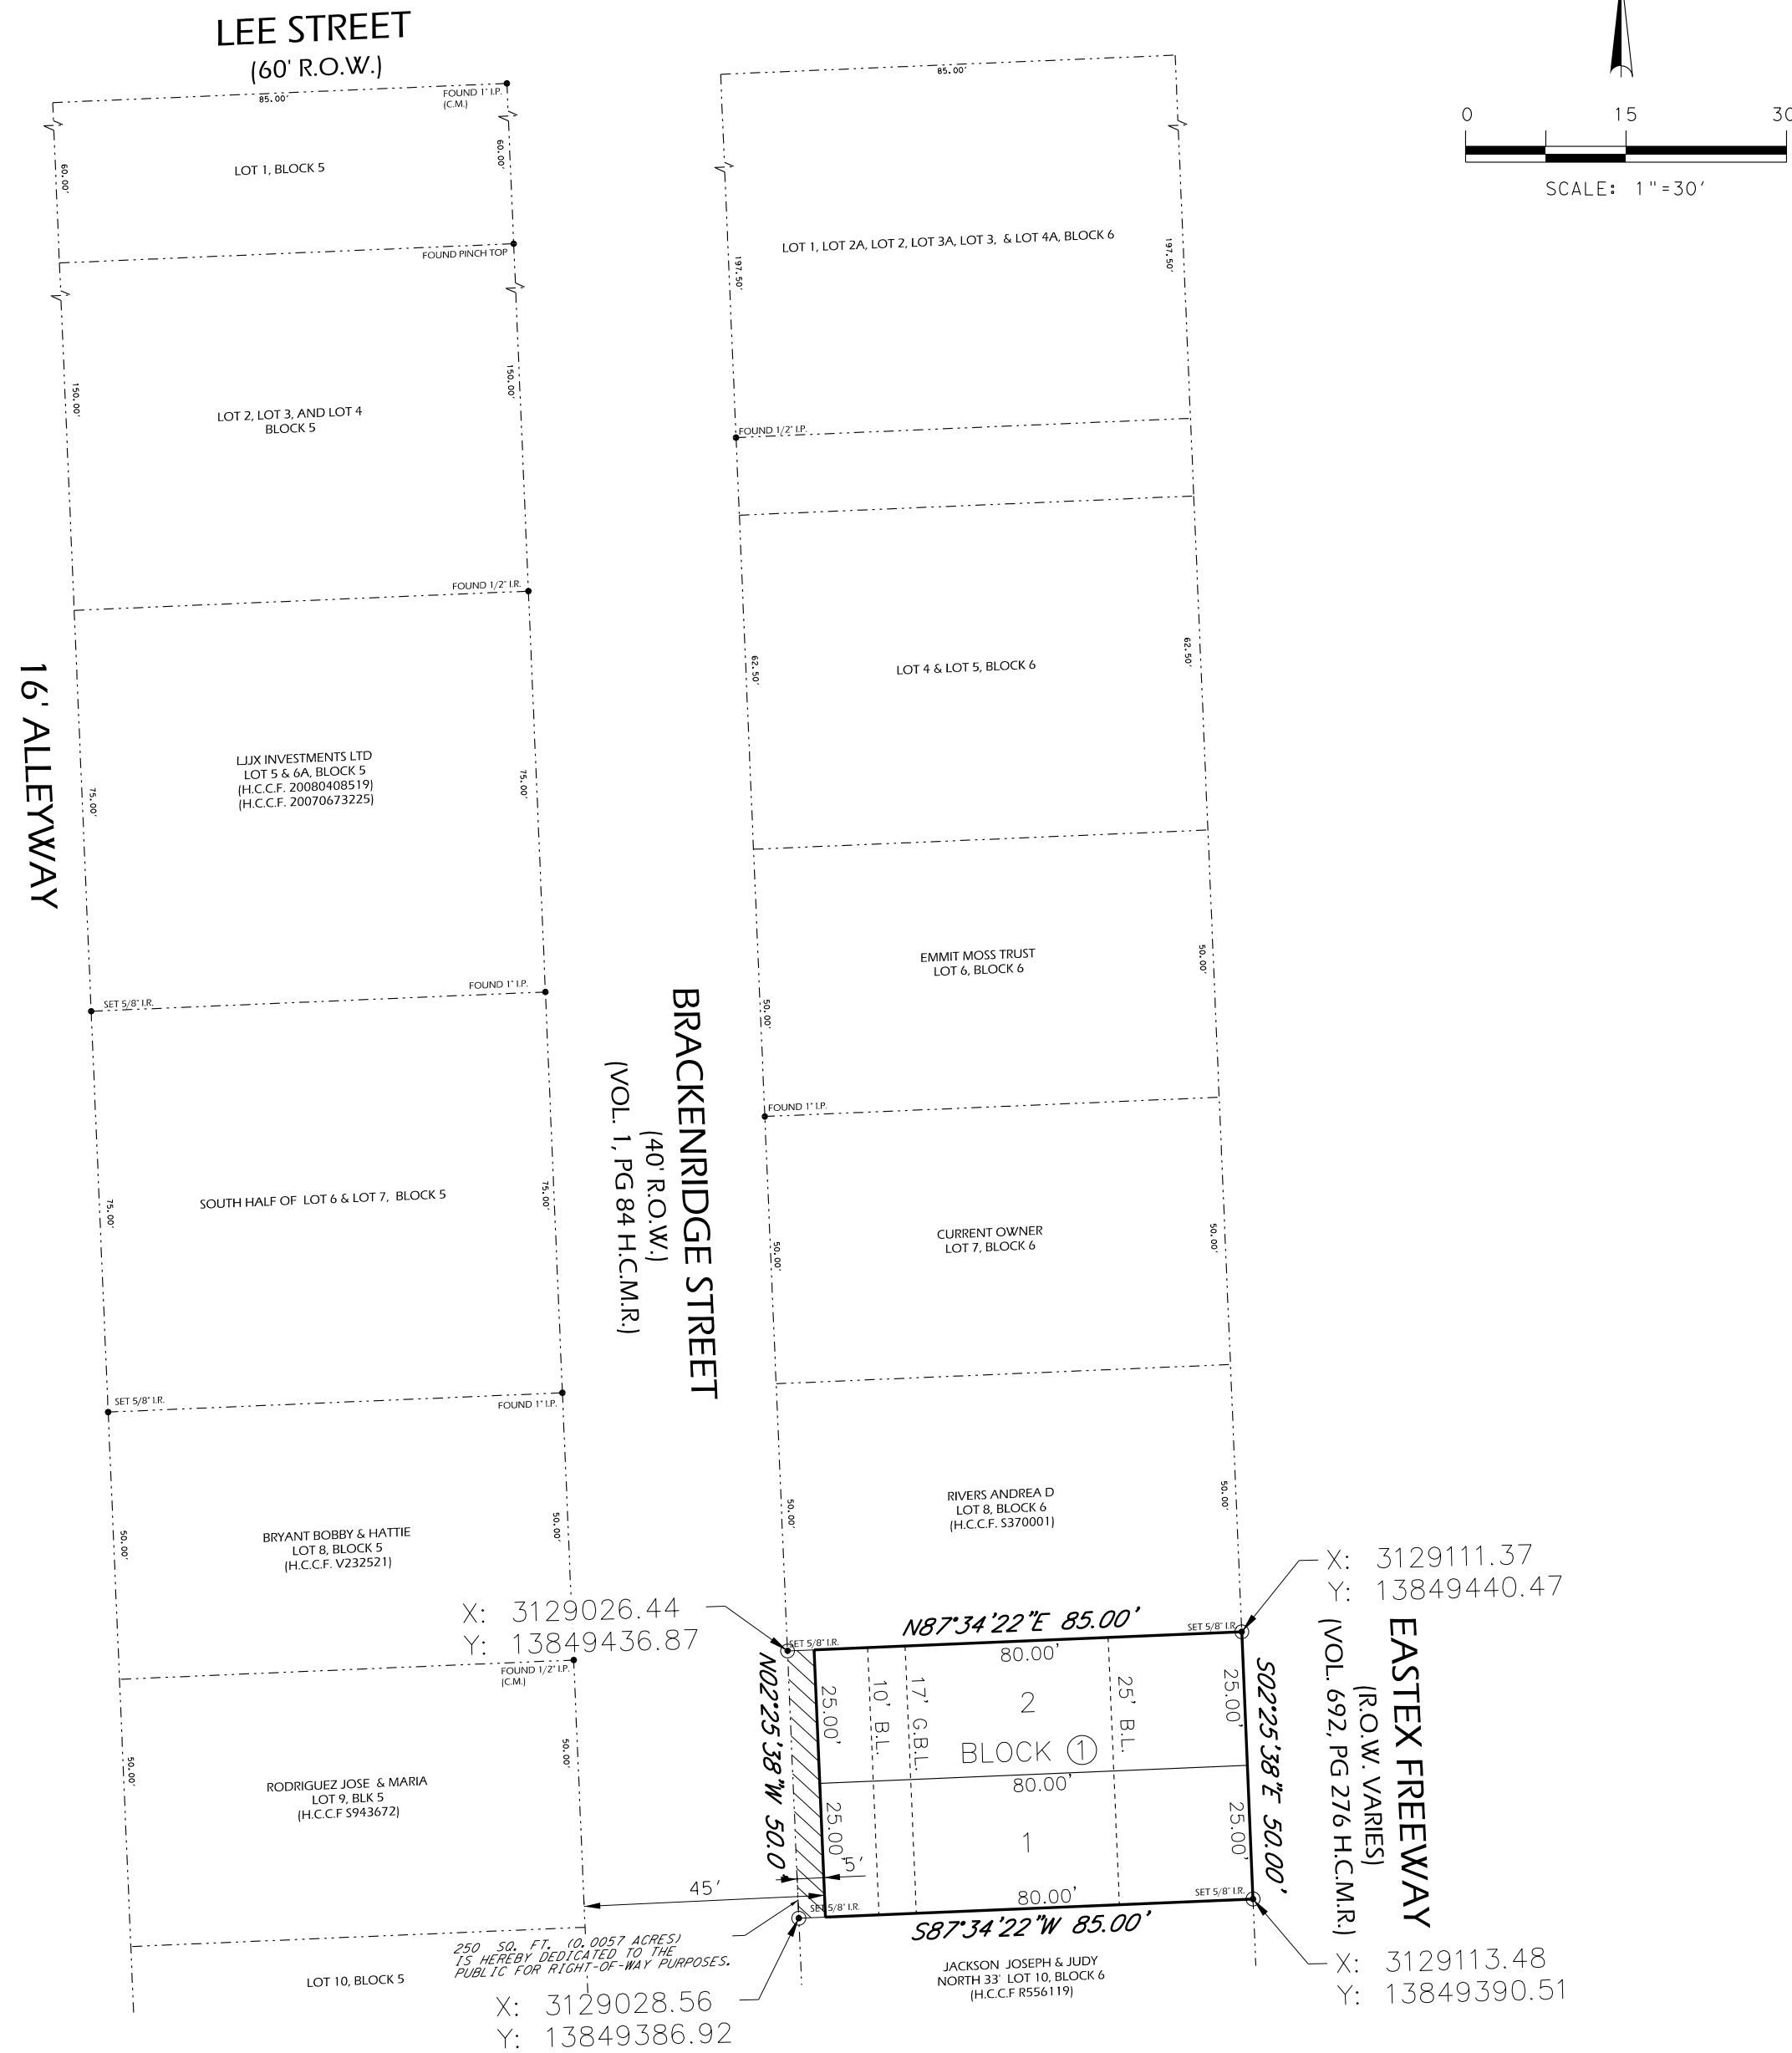 LEE STREET
(60' R.O.W.)
85.00'
FOUND 1" I.P.
(C.M.)
60.00'
60.00'
LOT 1, BLOCK 5
FOUND PINCH TOP
150.00'
150.00'
LOT 2, LOT 3, AND LOT 4
BLOCK 5
FOUND 1/2" I.R.
16' ALLEYWAY
LJJX INVESTMENTS LTD
LOT 5 & 6A, BLOCK 5
(H.C.C.F. 20080408519)
(H.C.C.F. 20070673225)
75.00'
75.00'
SET 5/8" I.R.
FOUND 1" I.P.
75.00'
75.00'
SOUTH HALF OF LOT 6 & LOT 7, BLOCK 5
SET 5/8" I.R.
FOUND 1" I.P.
50.00'
50.00'
BRYANT BOBBY & HATTIE
LOT 8, BLOCK 5
(H.C.C.F. V232521)
FOUND 1/2" I.P.
(C.M.)
50.00'
50.00'
RODRIGUEZ JOSE & MARIA
LOT 9, BLK 5
(H.C.C.F S943672)
LOT 10, BLOCK 5
BRACKENRIDGE STREET
(40' R.O.W.)
(VOL. 1, PG 84 H.C.M.R.)
85.00'
197.50'
197.50'
LOT 1, LOT 2A, LOT 2, LOT 3A, LOT 3, & LOT 4A, BLOCK 6
FOUND 1/2" I.P.
62.50'
62.50'
LOT 4 & LOT 5, BLOCK 6
EMMIT MOSS TRUST
LOT 6, BLOCK 6
50.00'
50.00'
FOUND 1" I.P.
CURRENT OWNER
LOT 7, BLOCK 6
50.00'
50.00'
RIVERS ANDREA D
LOT 8, BLOCK 6
(H.C.C.F. S370001)
50.00'
50.00'
0 15 30
SCALE: 1"=30'
X: 3129026.44
Y: 13849436.87
X: 3129111.37
Y: 13849440.47
N87°34'22"E 85.00'
SET 5/8" I.R.
SET 5/8" I.R.
80.00'
N02°25'38"W 50.0
25.00'
10' B.L.
17' G.B.L.
2
25' B.L.
25.00'
S02°25'38"E 50.00'
BLOCK 1
80.00'
25.00'
1
25.00'
5'
45'
80.00'
SET 5/8" I.R.
SET 5/8" I.R.
S87°34'22"W 85.00'
EASTEX FREEWAY
(R.O.W. VARIES)
(VOL. 692, PG 276 H.C.M.R.)
250 SQ. FT. (0.0057 ACRES)
IS HEREBY DEDICATED TO THE
PUBLIC FOR RIGHT-OF-WAY PURPOSES.
JACKSON JOSEPH & JUDY
NORTH 33' LOT 10, BLOCK 6
(H.C.C.F R556119)
X: 3129113.48
Y: 13849390.51
X: 3129028.56
Y: 13849386.92